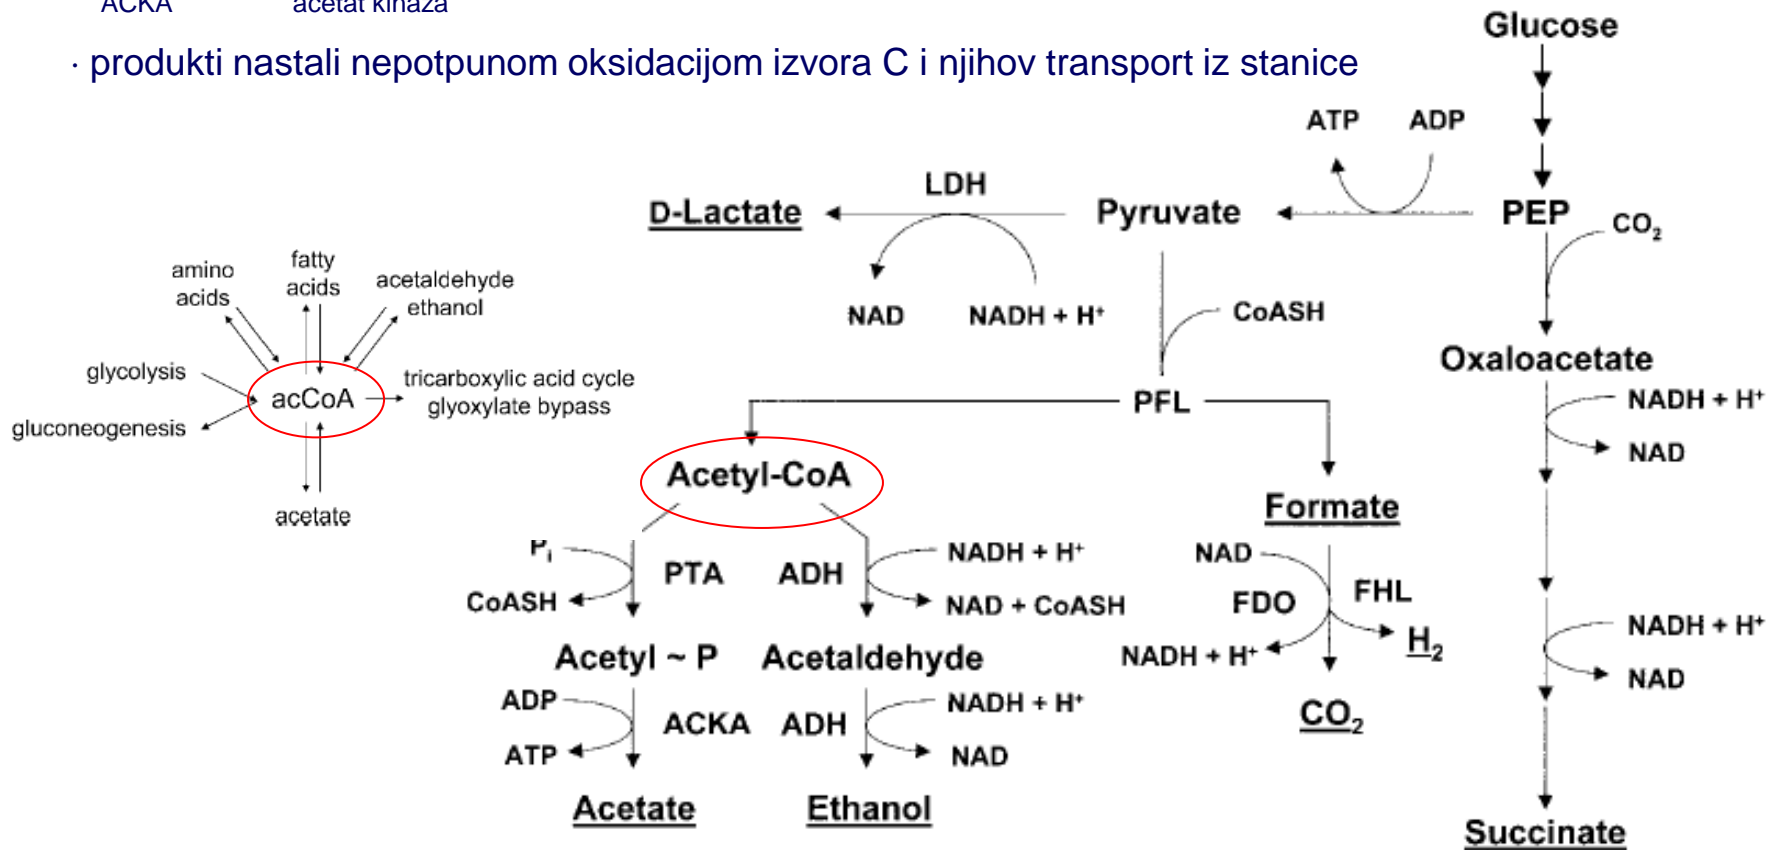 ACKA acetat kinaza
· produkti nastali nepotpunom oksidacijom izvora C i njihov transport iz stanice
Glucose
ATP ADP
LDH
D-Lactate Pyruvate PEP CO2
NAD NADH + H+ CoASH
amino acids
fatty acids
acetaldehyde
ethanol
glycolysis
acCoA
tricarboxylic acid cycle
glyoxylate bypass
gluconeogenesis
acetate
Oxaloacetate
NADH + H+
NAD
PFL
Acetyl-CoA
Formate
Pi PTA ADH NADH + H+
CoASH NAD + CoASH
NAD FDO FHL
NADH + H+ H2
CO2
Acetyl ~ P Acetaldehyde
ADP ACKA ADH NADH + H+
ATP NAD
Acetate Ethanol
NADH + H+
NAD
Succinate